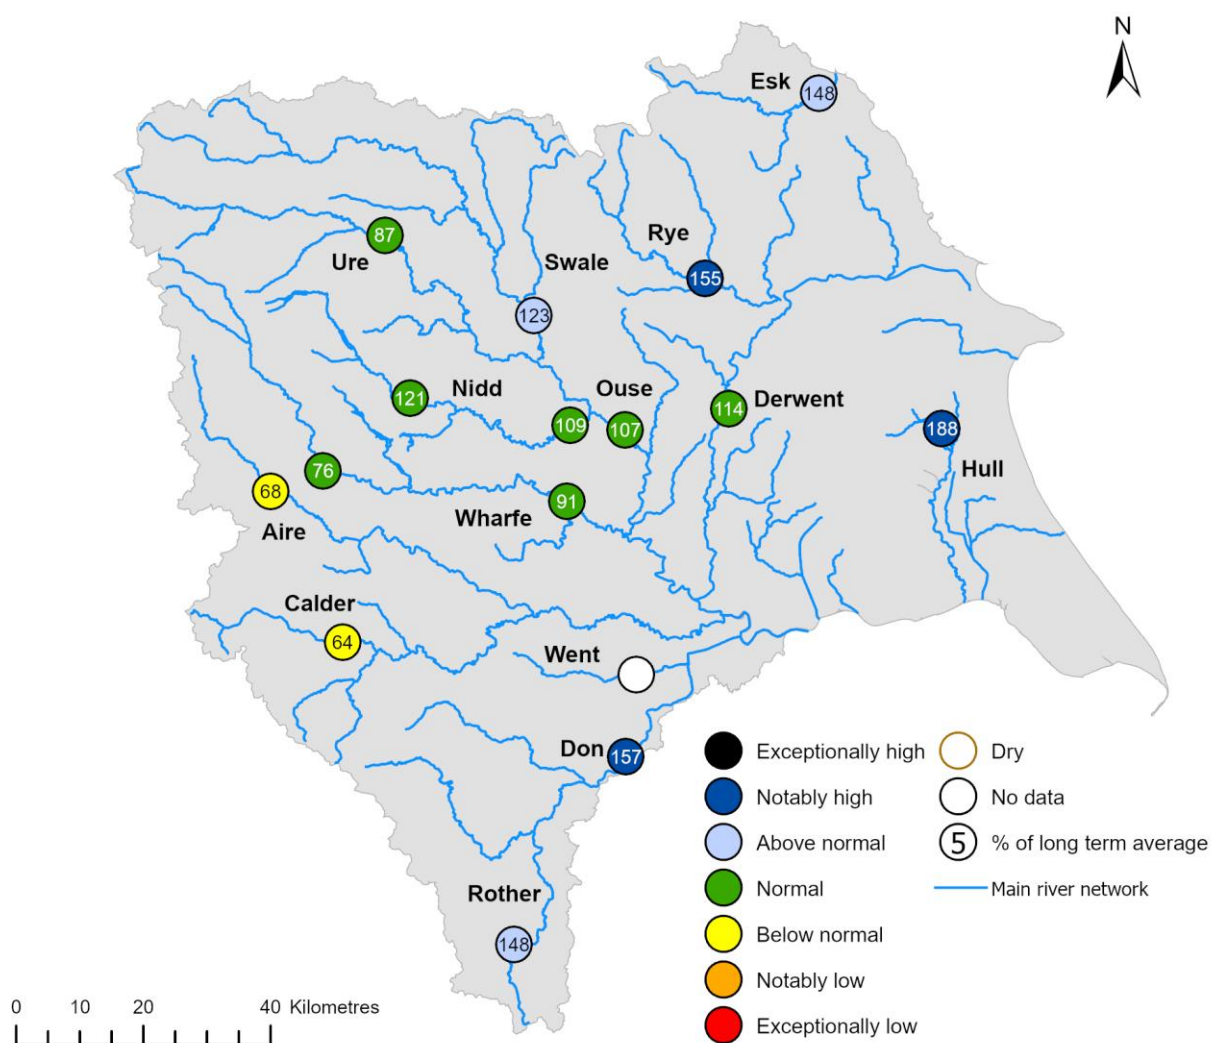 N
Esk
148
Rye
87
Ure
Swale
155
123
121
Nidd
Ouse
109
107
114
Derwent
188
Hull
76
68
Aire
91
Wharfe
Calder
64
Went
Don
157
Rother
148
Exceptionally high
Notably high
Above normal
Normal
Below normal
Notably low
Exceptionally low
Dry
No data
5 % of long term average
Main river network
0 10 20 40 Kilometres